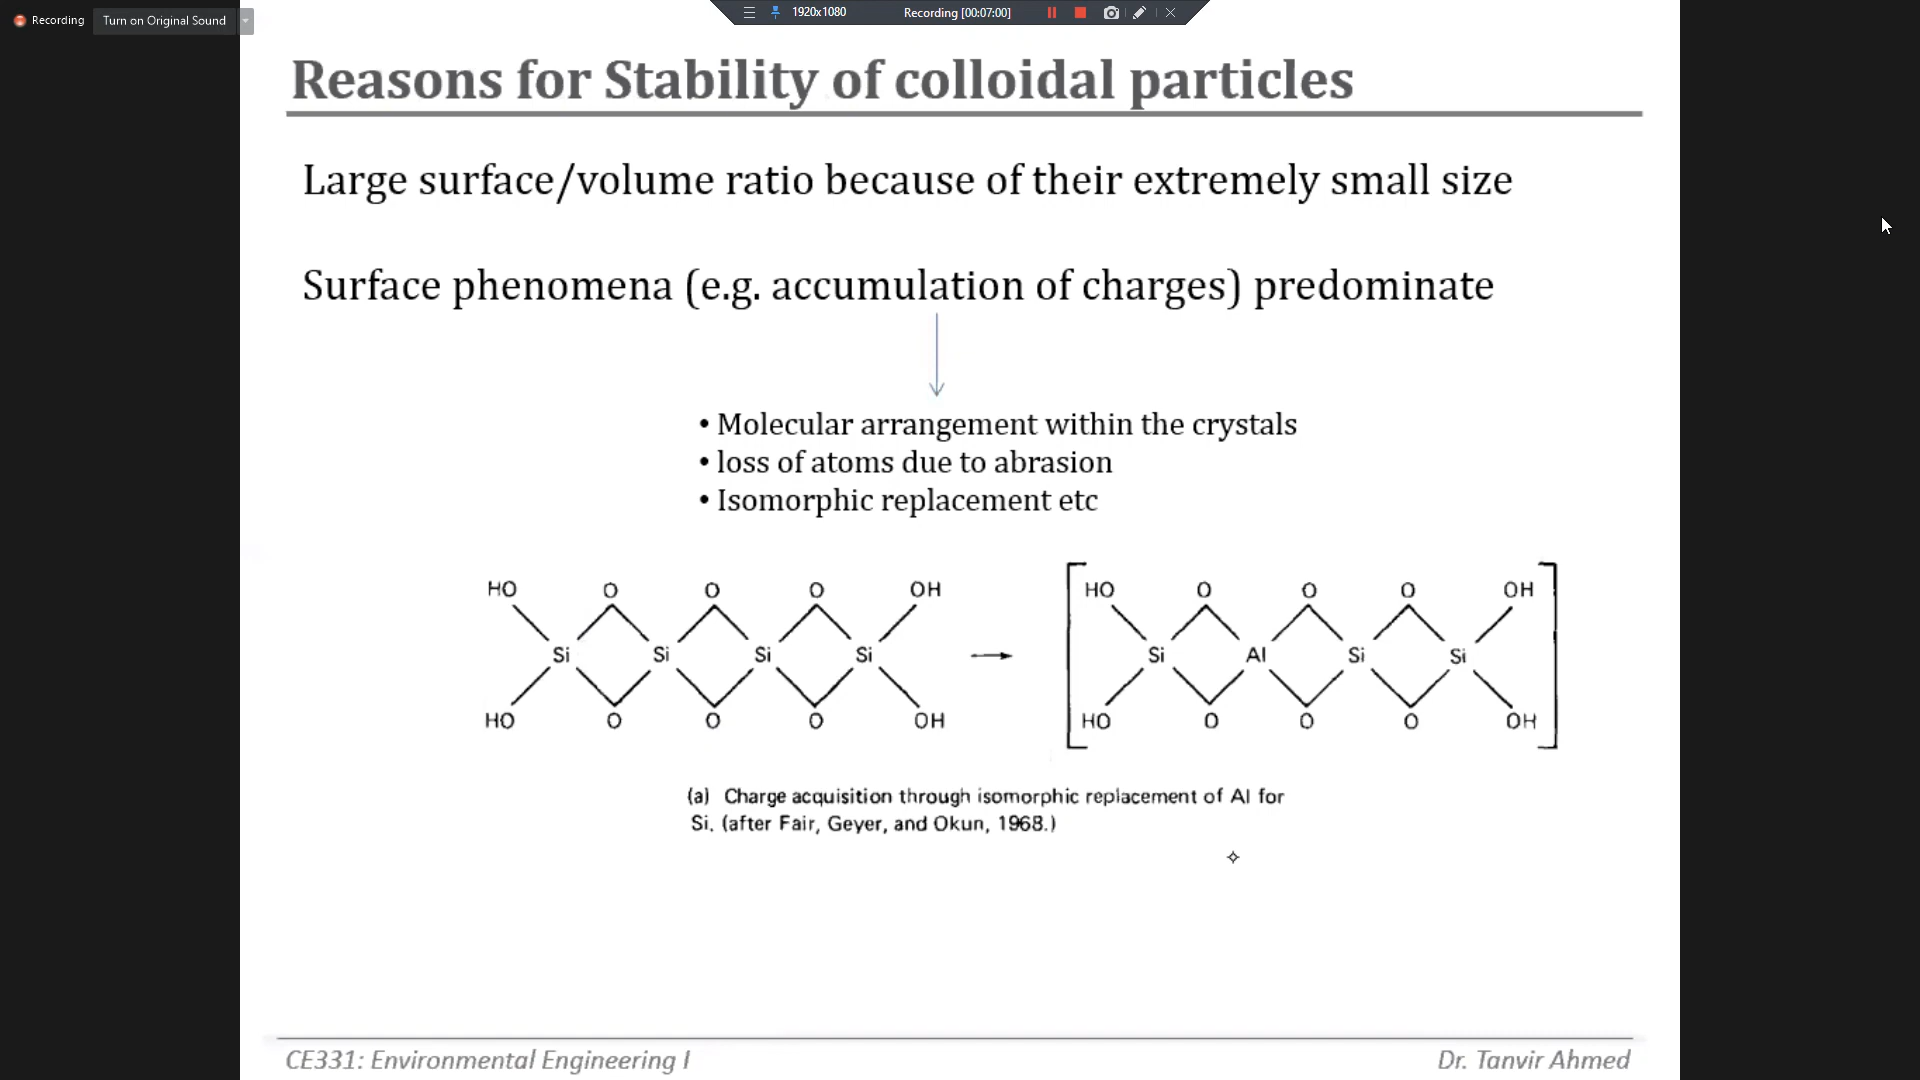 Recording
Turn on Original Sound
1920x1080
Recording [00:07:00]
Reasons for Stability of colloidal particles
Large surface/volume ratio because of their extremely small size
Surface phenomena (e.g. accumulation of charges) predominate
• Molecular arrangement within the crystals
• loss of atoms due to abrasion
• Isomorphic replacement etc
HO O O O OH
Si Si Si Si
HO O O O OH
HO O O O OH
Si Al Si Si
HO O O O OH
(a) Charge acquisition through isomorphic replacement of Al for
Si. (after Fair, Geyer, and Okun, 1968.)
CE331: Environmental Engineering I
Dr. Tanvir Ahmed